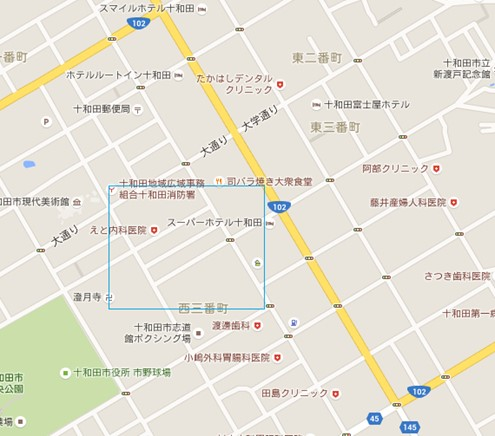 スマイルホテル十和田
102
東二番町
十和田市立
新渡戸記念館
ホテルルートイン十和田
たかはしデンタル
クリニック
十和田郵便局
十和田富士屋ホテル
P
大学通り
東三番町
大通り
阿部クリニック
十和田地域広域事務
組合十和田消防署
司バラ焼き大衆食堂
和田市現代美術館
藤井産婦人科医院
102
スーパーホテル十和田
えと内科医院
大通り
さつき歯科医院
澄月寺
西三番町
十和田第一病
渡邊歯科
十和田市志道
館ボクシング場
小嶋外科胃腸科医院
十和田市役所 市野球場
和田市
央公園
田島クリニック
102
45
145